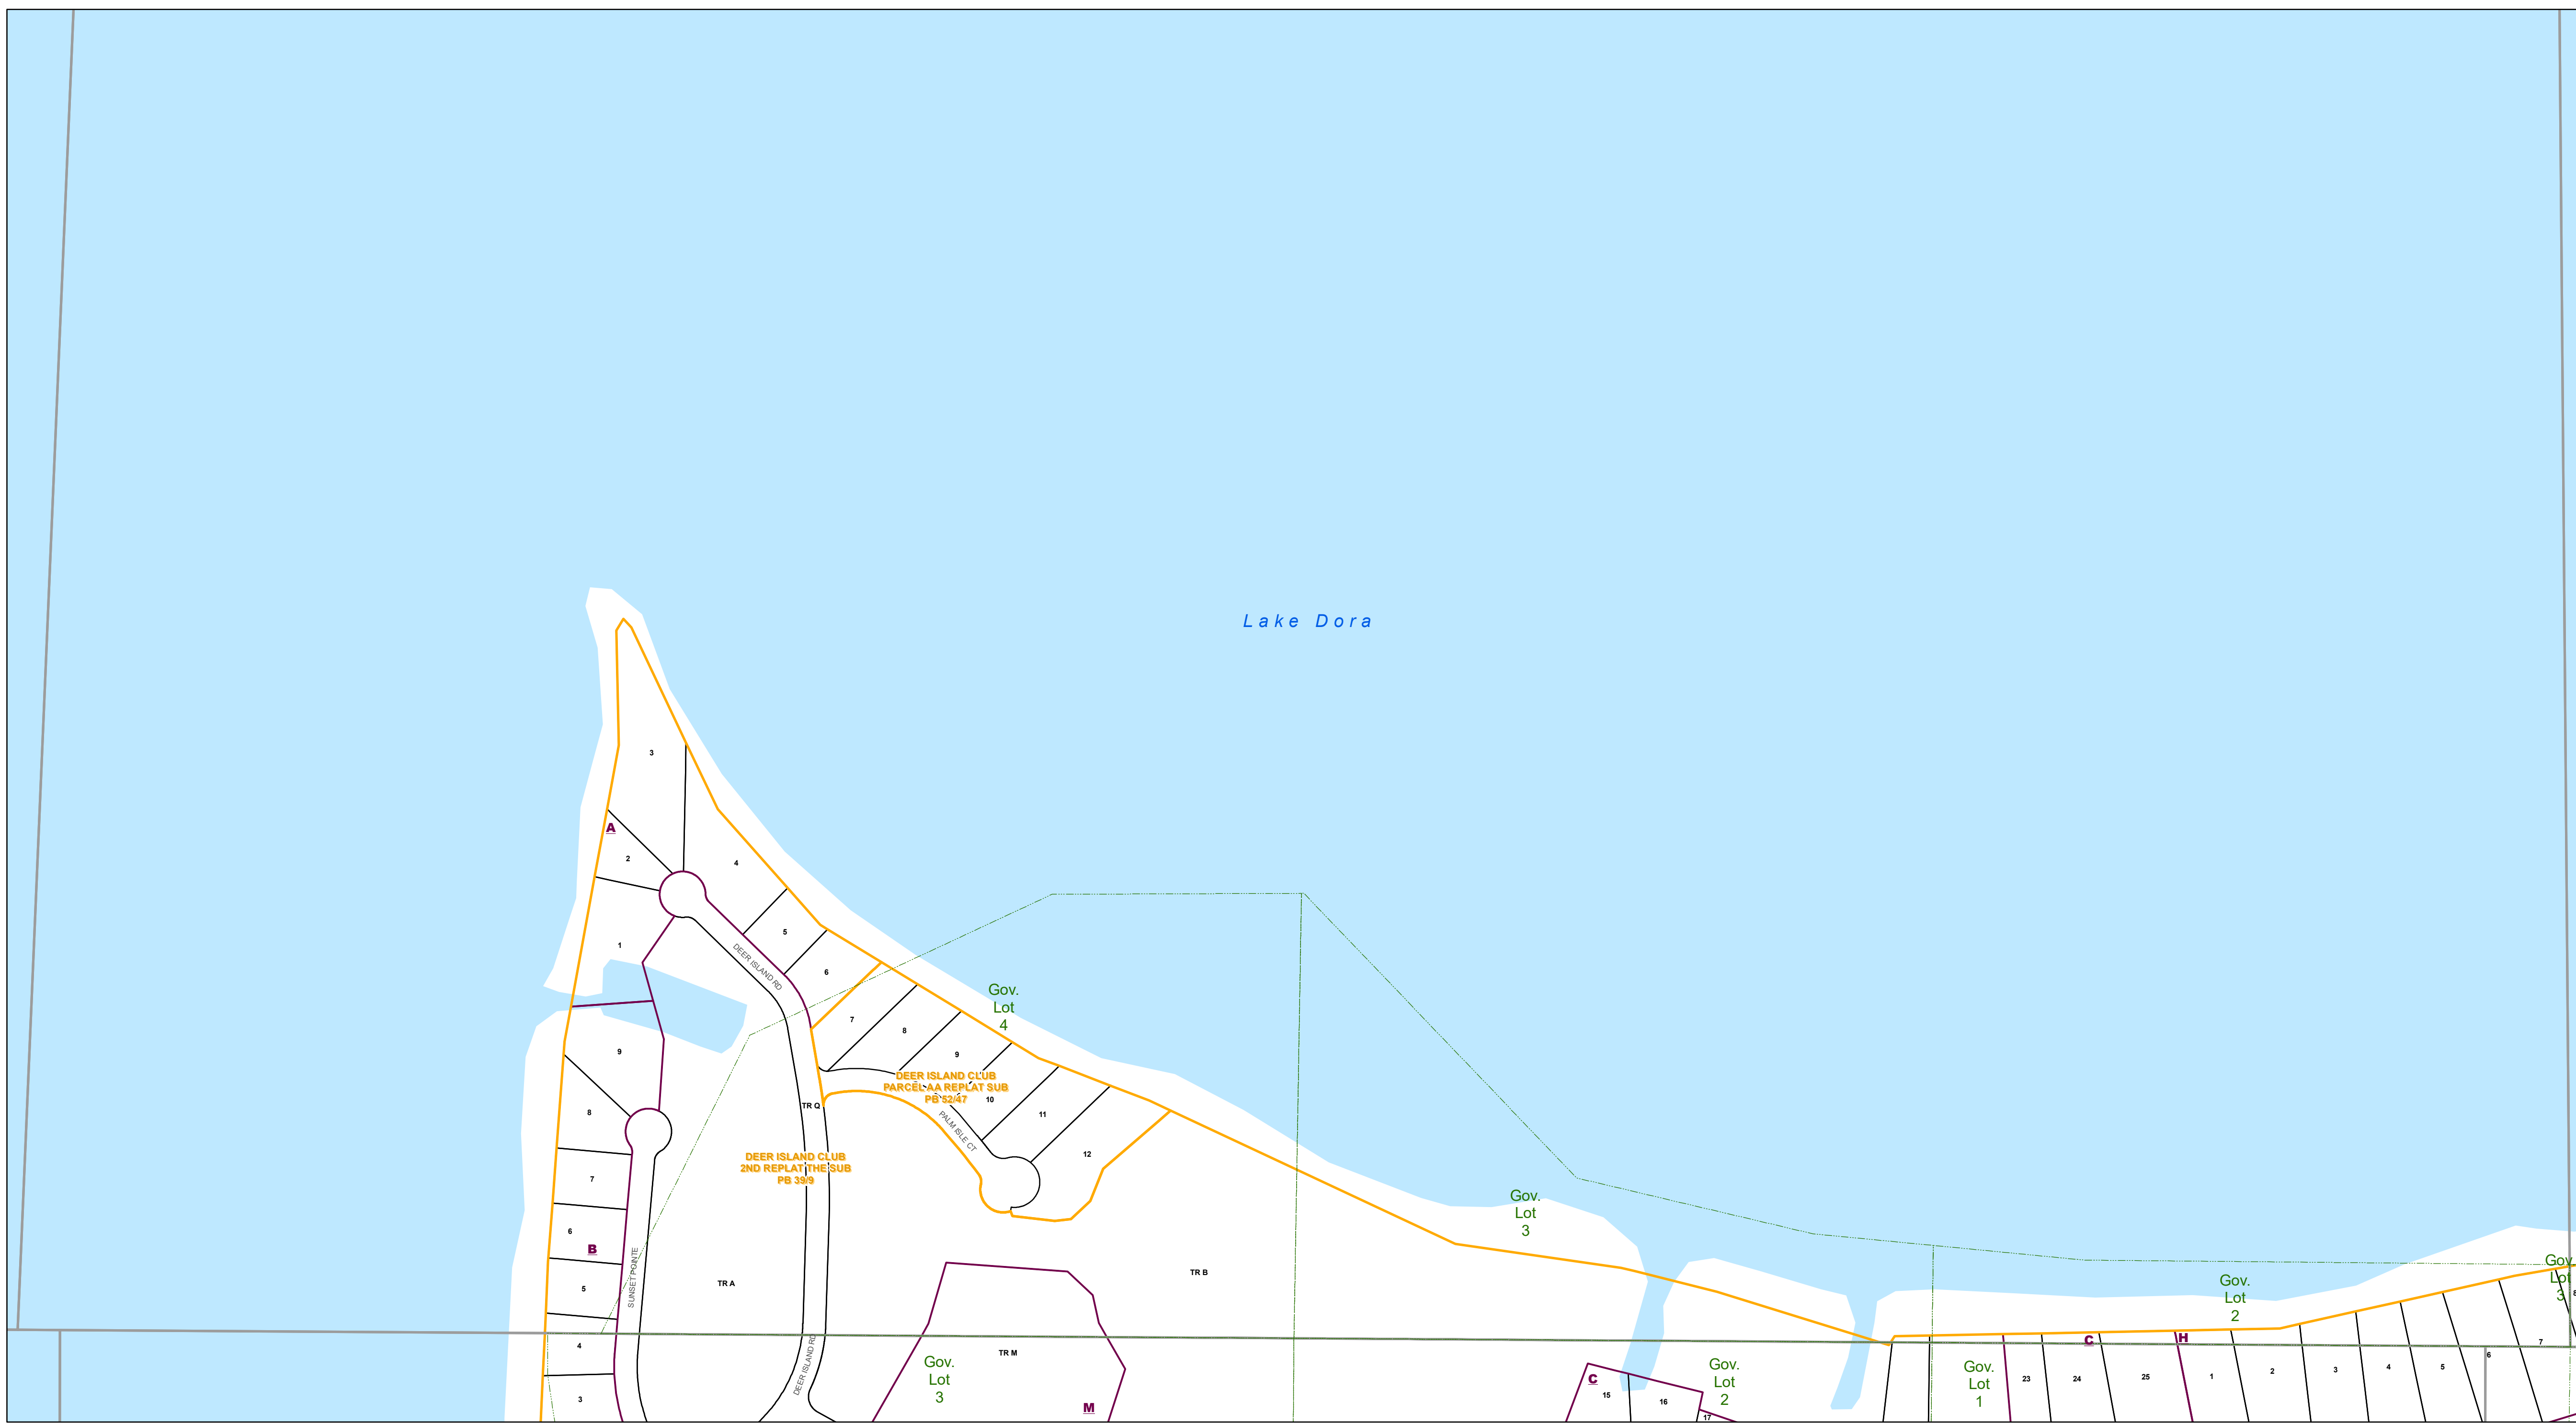 Lake Dora
3
A
2
4
1
5
6
DEER ISLAND RD
Gov.
Lot
4
7
8
9
10
11
12
DEER ISLAND CLUB
PARCEL AA REPLAT SUB
PB 52/47
PALM ISLE CT
TR Q
DEER ISLAND CLUB
2ND REPLAT THE SUB
PB 39/9
9
8
7
6
B
5
4
3
SUNSET POINTE
TR A
TR B
DEER ISLAND RD
TR M
Gov.
Lot
3
M
Gov.
Lot
3
C
15
16
17
Gov.
Lot
2
Gov.
Lot
1
23
24
C
25
H
1
Gov.
Lot
2
2
3
4
5
6
7
Gov.
Lot
3
8